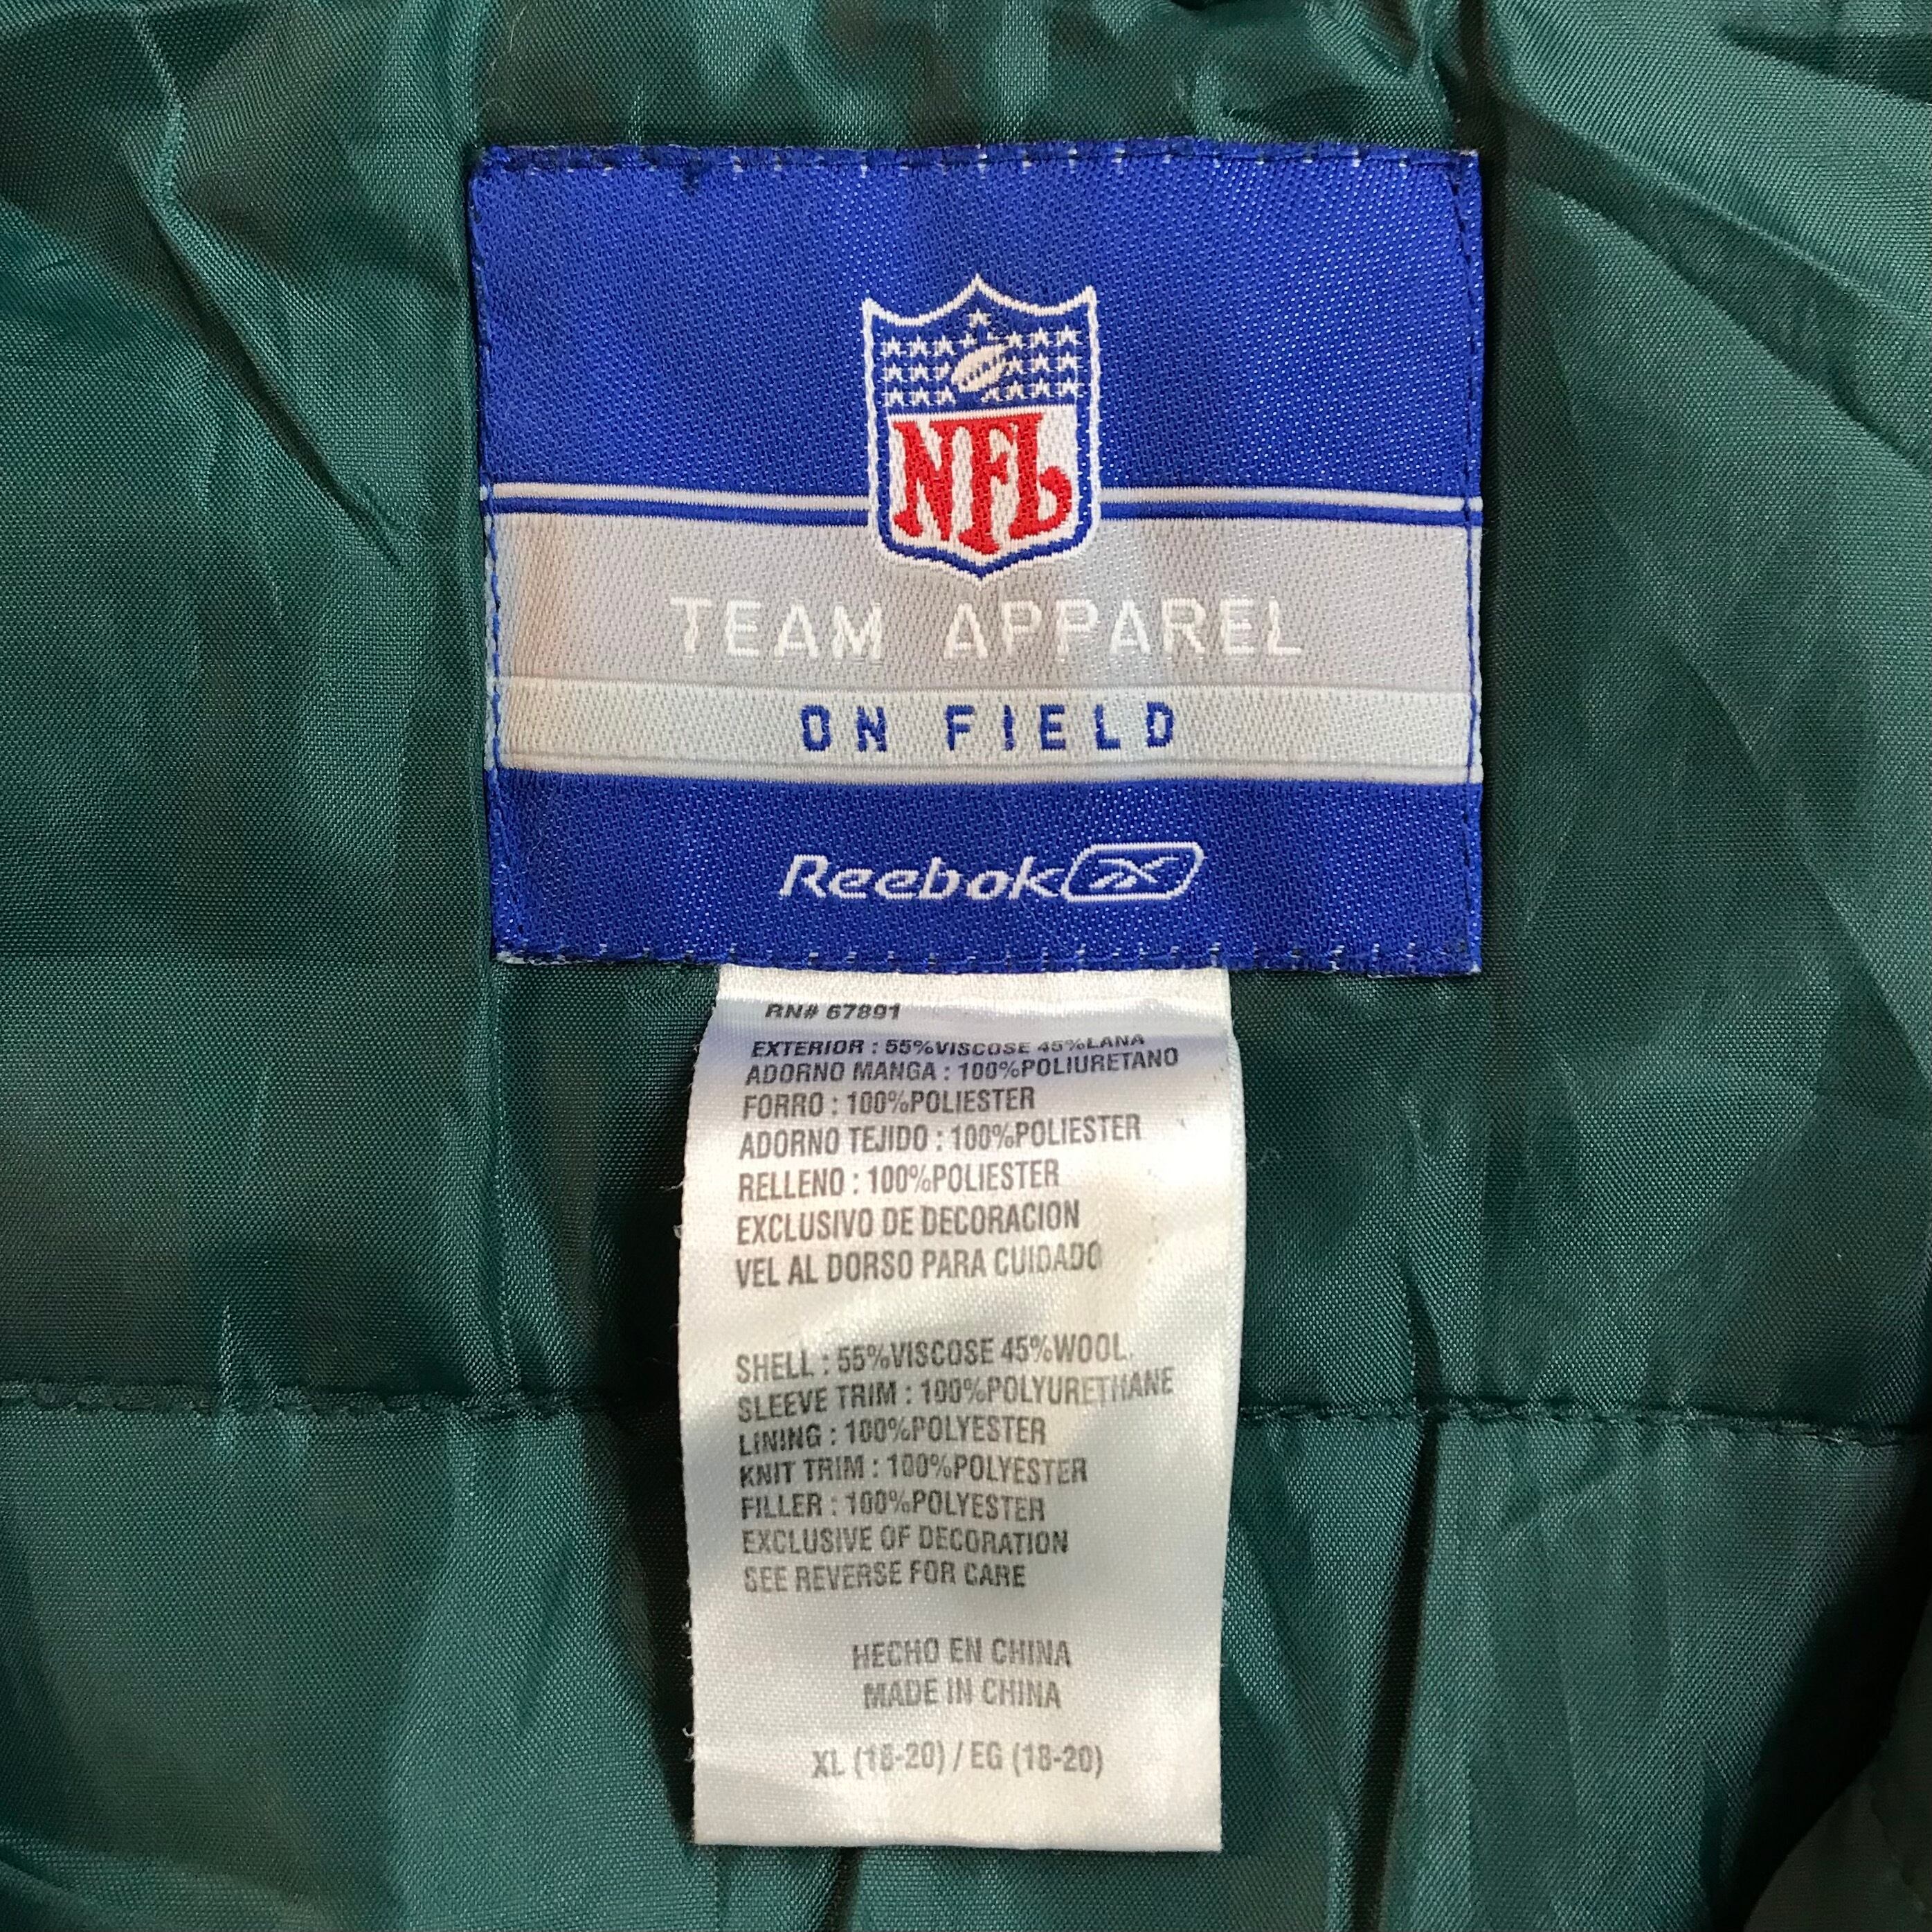 NFL
TEAM APPAREL
ON FIELD
Reebok
RN# 67891
EXTERIOR : 55%VISCOSE 45%LANA
ADORNO MANGA : 100%POLIURETANO
FORRO : 100%POLIESTER
ADORNO TEJIDO : 100%POLIESTER
RELLENO : 100%POLIESTER
EXCLUSIVO DE DECORACION
VEL AL DORSO PARA CUIDADO
SHELL : 55%VISCOSE 45%WOOL
SLEEVE TRIM : 100%POLYURETHANE
LINING : 100%POLYESTER
KNIT TRIM : 100%POLYESTER
FILLER : 100%POLYESTER
EXCLUSIVE OF DECORATION
SEE REVERSE FOR CARE
HECHO EN CHINA
MADE IN CHINA
XL (18-20) / EG (18-20)